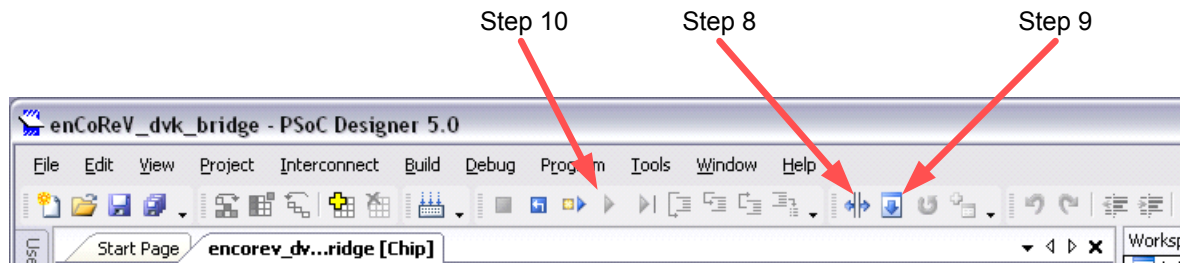 Step 10 Step 8 Step 9
enCoReV_dvk_bridge - PSoC Designer 5.0
File Edit View Project Interconnect Build Debug Tools Window Help
Use
Start Page encorev_dv...ridge [Chip] Worksp